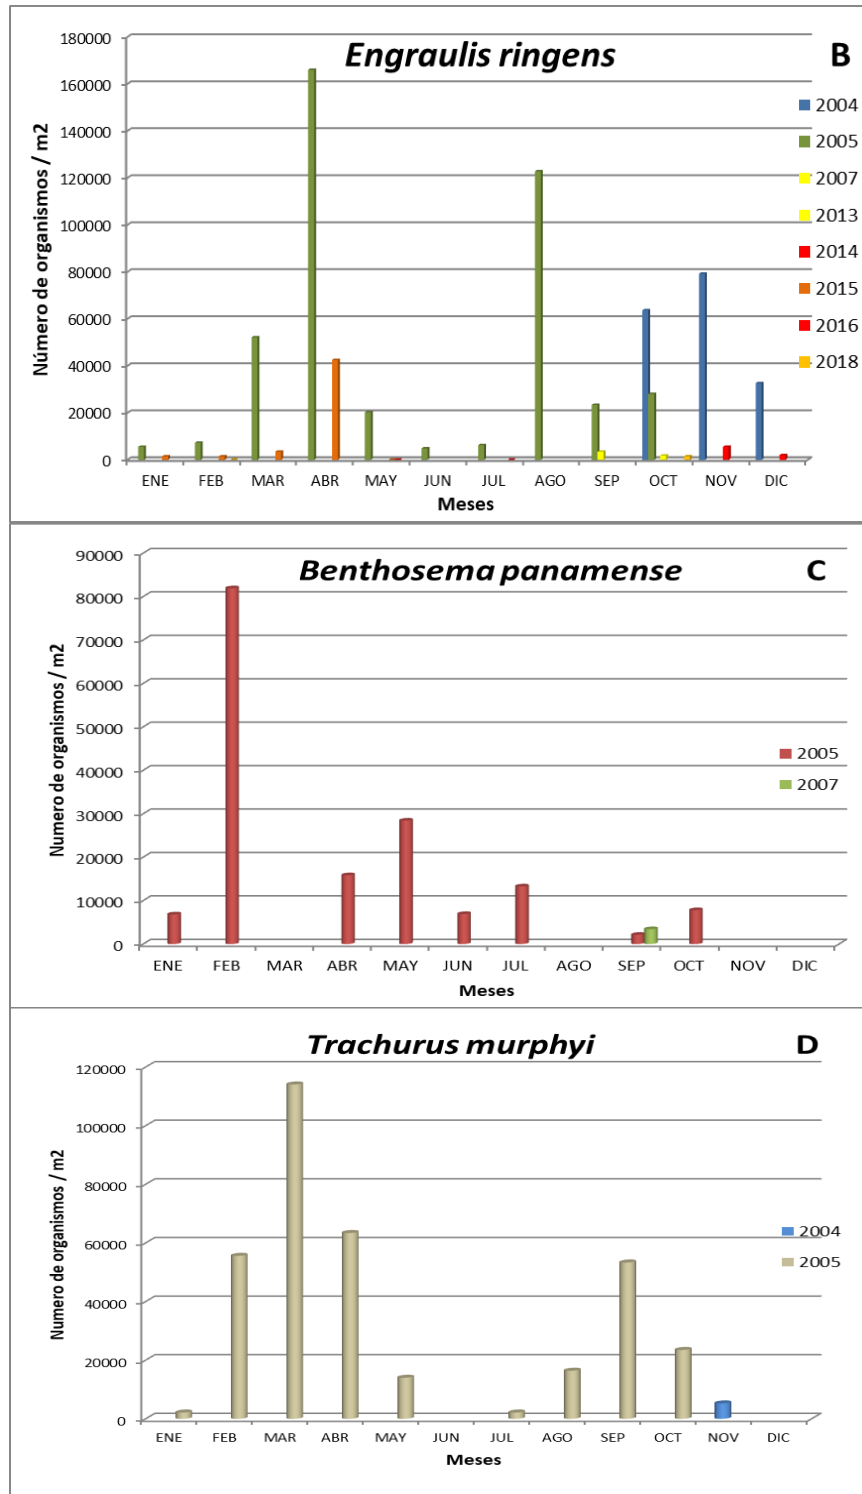 Engraulis ringens
B
180000
160000
140000
120000
100000
80000
60000
40000
20000
0
Número de organismos / m2
ENE FEB MAR ABR MAY JUN JUL AGO SEP OCT NOV DIC
Meses
2004
2005
2007
2013
2014
2015
2016
2018
Benthosema panamense
C
90000
80000
70000
60000
50000
40000
30000
20000
10000
0
Numero de organismos / m2
ENE FEB MAR ABR MAY JUN JUL AGO SEP OCT NOV DIC
Meses
2005
2007
Trachurus murphyi
D
120000
100000
80000
60000
40000
20000
0
Numero de organismos / m2
ENE FEB MAR ABR MAY JUN JUL AGO SEP OCT NOV DIC
Meses
2004
2005